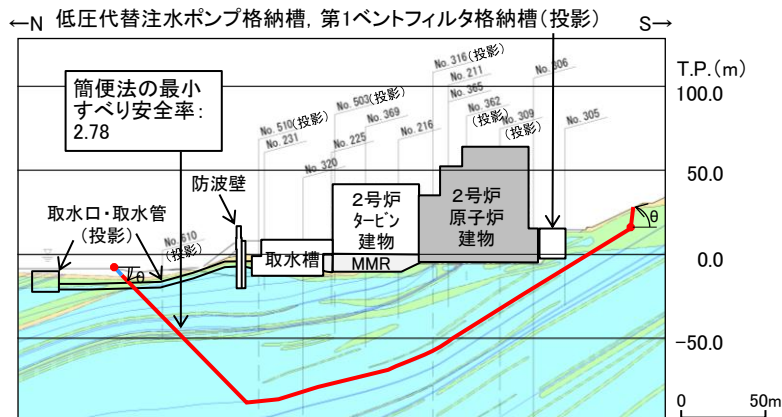 ←N 低圧代替注水ポンプ格納槽，第1ベントフィルタ格納槽(投影) S→
T.P.(m)
簡便法の最小
すべり安全率：
2.78
No. 316(投影)
No. 211
No. 365
No. 362
(投影)
No. 306
No. 309
(投影)
No. 305
No. 503(投影)
No. 369
No. 216
No. 510(投影)
No. 231
No. 225
No. 320
No. 610
(投影)
100.0
50.0
0.0
-50.0
防波壁
取水口・取水管
(投影)
取水槽
2号炉
タービン
建物
MMR
2号炉
原子炉
建物
θ
θ
0 50m